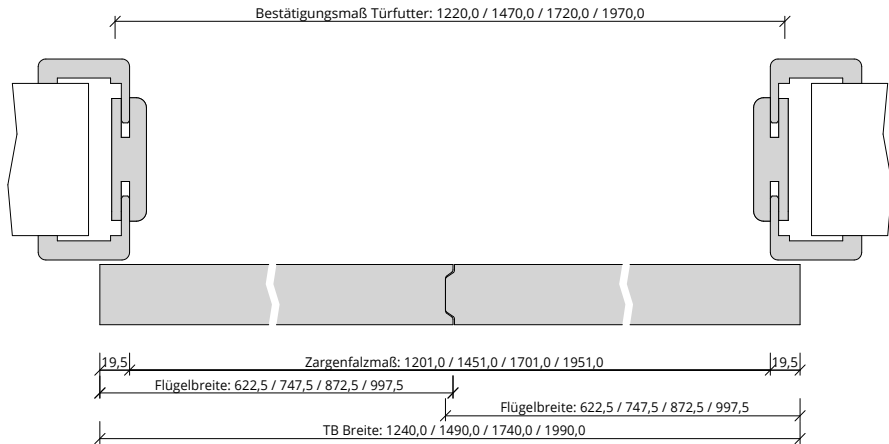 Bestätigungsmaß Türfutter: 1220,0 / 1470,0 / 1720,0 / 1970,0
19,5
Zargenfalzmaß: 1201,0 / 1451,0 / 1701,0 / 1951,0
19,5
Flügelbreite: 622,5 / 747,5 / 872,5 / 997,5
Flügelbreite: 622,5 / 747,5 / 872,5 / 997,5
TB Breite: 1240,0 / 1490,0 / 1740,0 / 1990,0